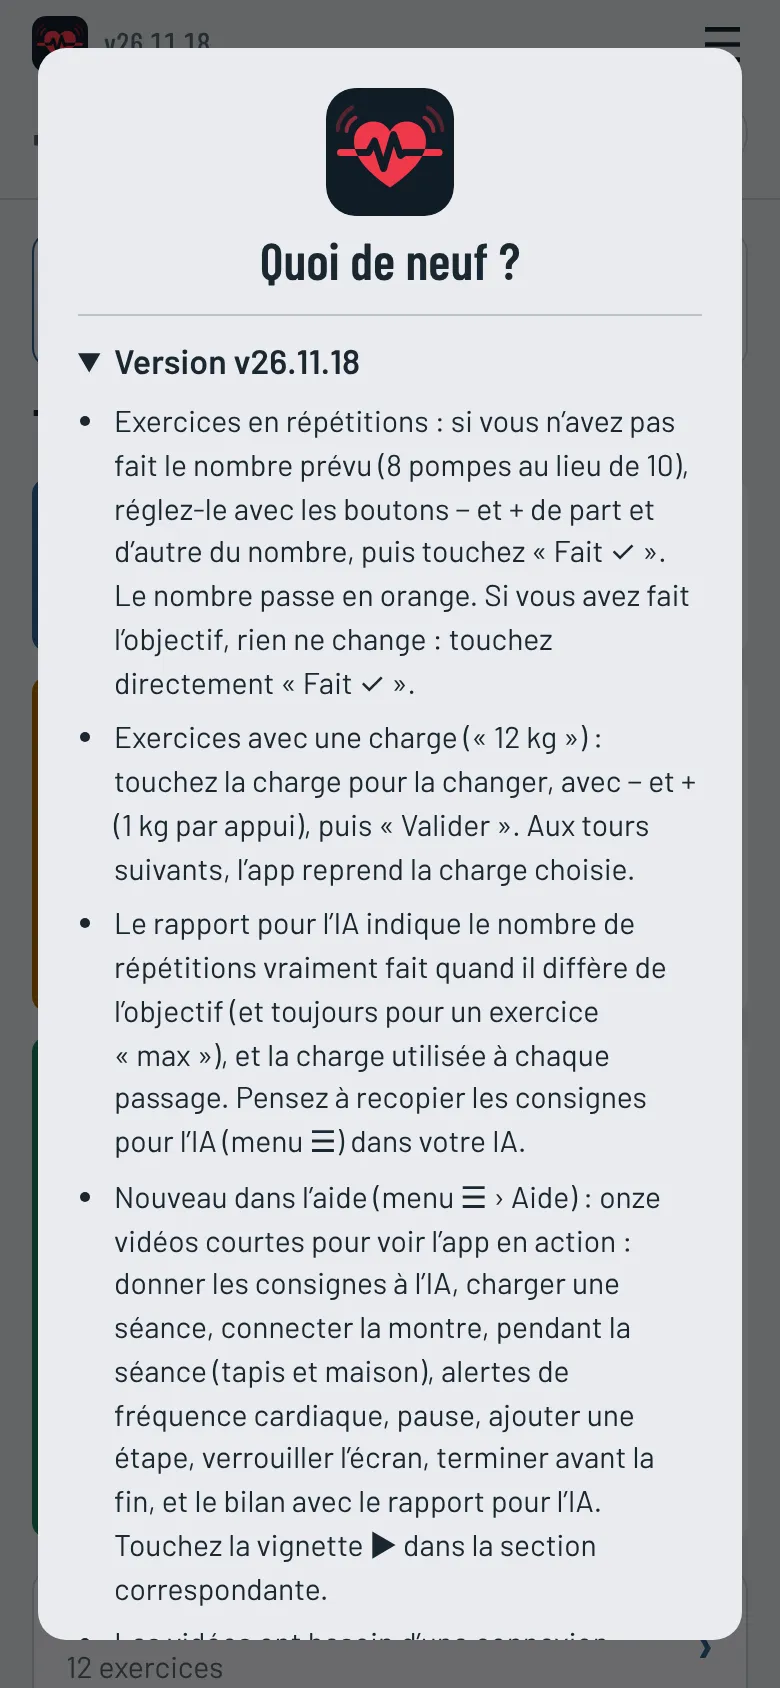 v26.11.18
Quoi de neuf ?
▼ Version v26.11.18
• Exercices en répétitions : si vous n’avez pas
fait le nombre prévu (8 pompes au lieu de 10),
réglez-le avec les boutons − et + de part et
d’autre du nombre, puis touchez « Fait ✓ ».
Le nombre passe en orange. Si vous avez fait
l’objectif, rien ne change : touchez
directement « Fait ✓ ».
• Exercices avec une charge (« 12 kg ») :
touchez la charge pour la changer, avec − et +
(1 kg par appui), puis « Valider ». Aux tours
suivants, l’app reprend la charge choisie.
• Le rapport pour l’IA indique le nombre de
répétitions vraiment fait quand il diffère de
l’objectif (et toujours pour un exercice
« max »), et la charge utilisée à chaque
passage. Pensez à recopier les consignes
pour l’IA (menu ☰) dans votre IA.
• Nouveau dans l’aide (menu ☰ › Aide) : onze
vidéos courtes pour voir l’app en action :
donner les consignes à l’IA, charger une
séance, connecter la montre, pendant la
séance (tapis et maison), alertes de
fréquence cardiaque, pause, ajouter une
étape, verrouiller l’écran, terminer avant la
fin, et le bilan avec le rapport pour l’IA.
Touchez la vignette ▶ dans la section
correspondante.
• Les vidéos ont besoin d’une connexion
12 exercices